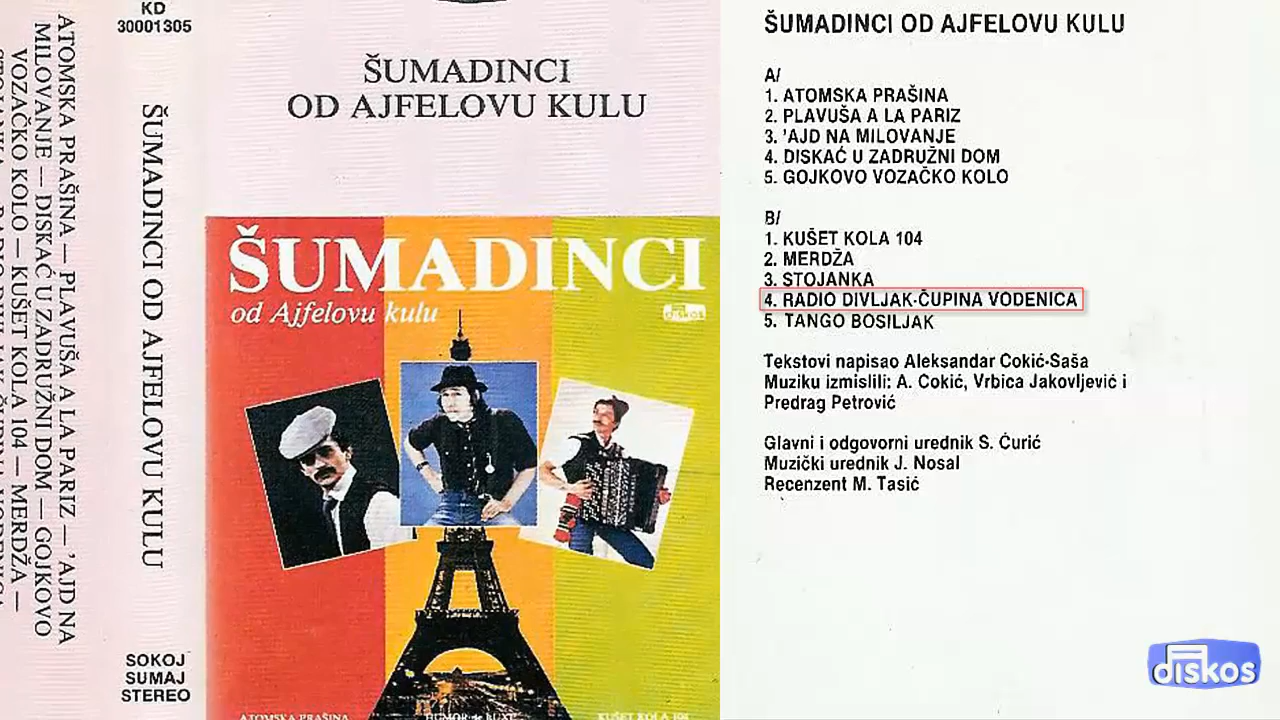 KD
30001305
ATOMSKA PRAŠINA — PLAVUŠA A LA PARIZ — 'AJD NA
MILOVANJE — DISKAĆ U ZADRUŽNI DOM — GOJKOVO
VOZAČKO KOLO — KUŠET KOLA 104 — MERDŽA —
ŠUMADINCI OD AJFELOVU KULU
SOKOJ
SUMAJ
STEREO
ŠUMADINCI
OD AJFELOVU KULU
ŠUMADINCI
od Ajfelovu kulu
diskos
ATOMSKA PRAŠINA
KUŠET KOLA 104
ŠUMADINCI OD AJFELOVU KULU
A/
1. ATOMSKA PRAŠINA
2. PLAVUŠA A LA PARIZ
3. 'AJD NA MILOVANJE
4. DISKAĆ U ZADRUŽNI DOM
5. GOJKOVO VOZAČKO KOLO
B/
1. KUŠET KOLA 104
2. MERDŽA
3. STOJANKA
4. RADIO DIVLJAK-ČUPINA VODENICA
5. TANGO BOSILJAK
Tekstovi napisao Aleksandar Cokić-Saša
Muziku izmislili: A. Cokić, Vrbica Jakovljević i
Predrag Petrović
Glavni i odgovorni urednik S. Ćurić
Muzički urednik J. Nosal
Recenzent M. Tasić
diskos